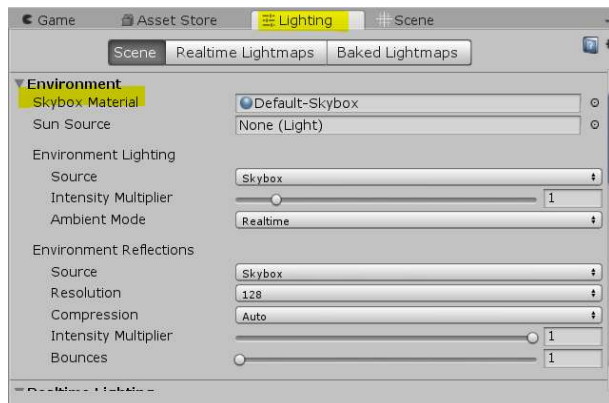 Game Asset Store Lighting Scene
Scene Realtime Lightmaps Baked Lightmaps
Environment
Skybox Material Default-Skybox
Sun Source None (Light)
Environment Lighting
Source Skybox
Intensity Multiplier 1
Ambient Mode Realtime
Environment Reflections
Source Skybox
Resolution 128
Compression Auto
Intensity Multiplier 1
Bounces 1
Realtime Lighting